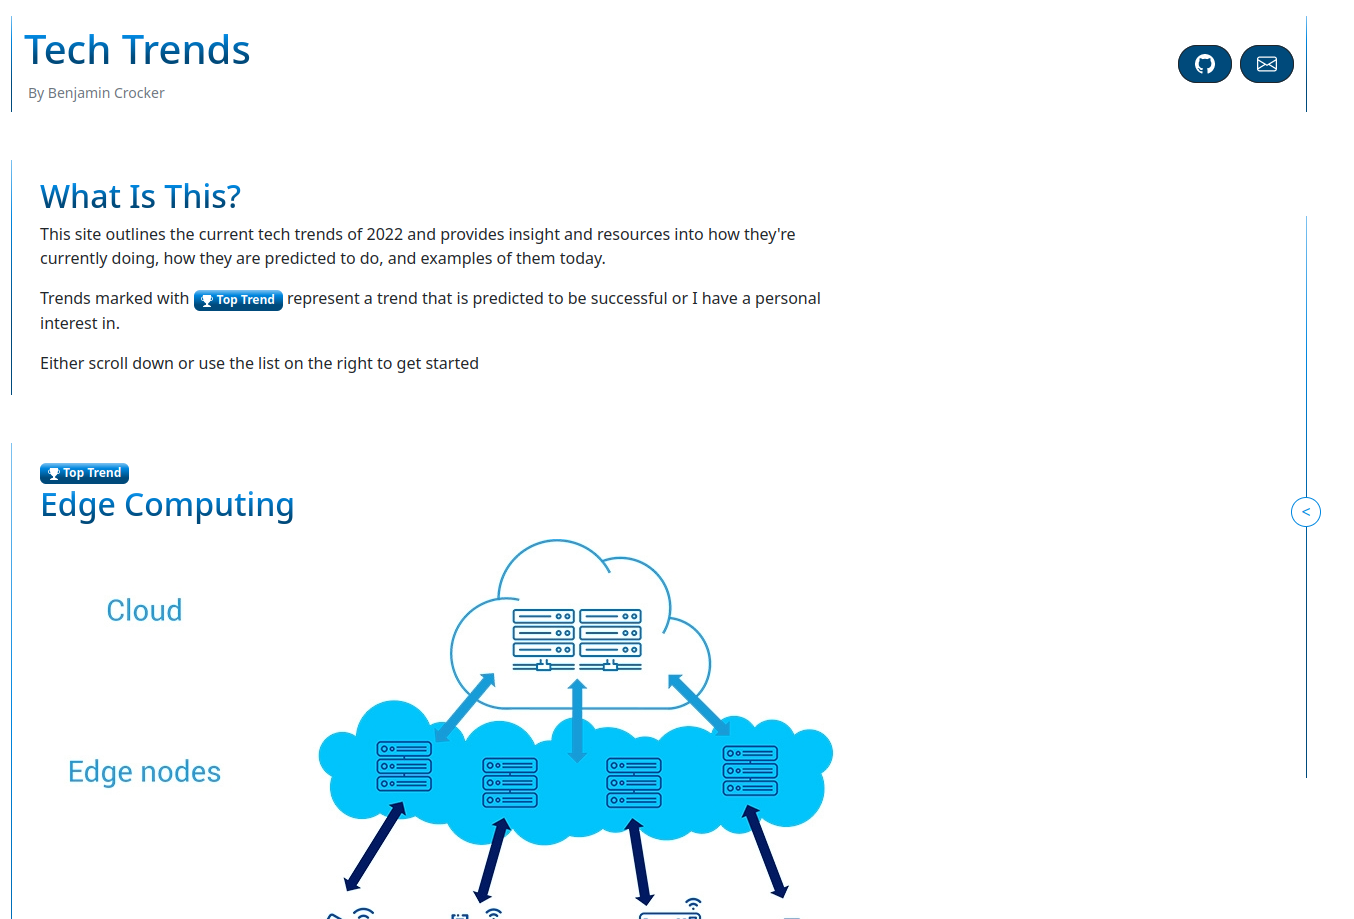 Tech Trends
By Benjamin Crocker
What Is This?
This site outlines the current tech trends of 2022 and provides insight and resources into how they're
currently doing, how they are predicted to do, and examples of them today.
Trends marked with Top Trend represent a trend that is predicted to be successful or I have a personal
interest in.
Either scroll down or use the list on the right to get started
<
Top Trend
Edge Computing
Cloud
Edge nodes